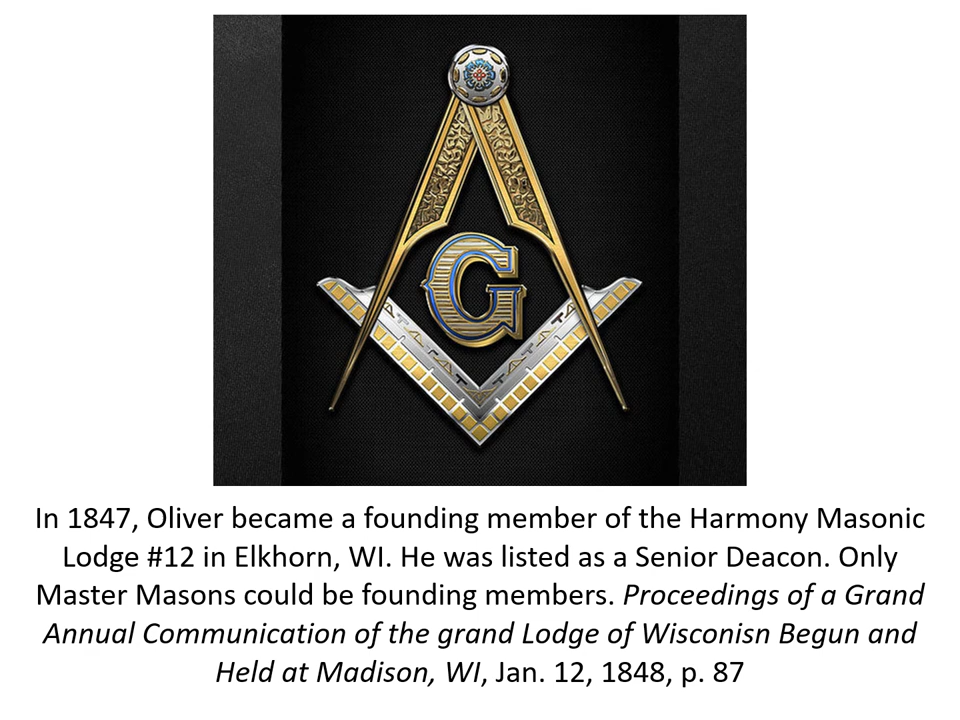 G
In 1847, Oliver became a founding member of the Harmony Masonic
Lodge #12 in Elkhorn, WI. He was listed as a Senior Deacon. Only
Master Masons could be founding members. Proceedings of a Grand
Annual Communication of the grand Lodge of Wisconisn Begun and
Held at Madison, WI, Jan. 12, 1848, p. 87